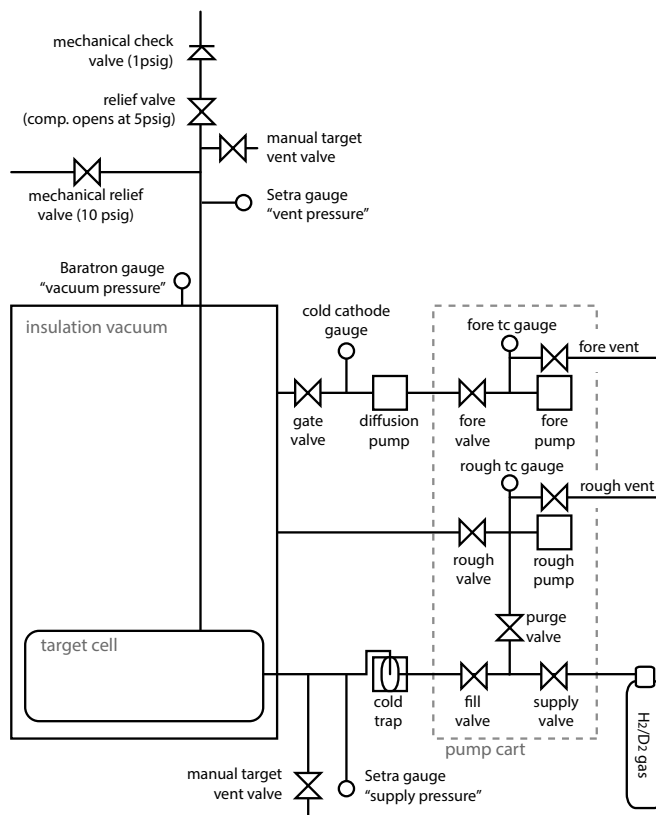 mechanical check
valve (1psig)
relief valve
(comp. opens at 5psig)
manual target
vent valve
mechanical relief
valve (10 psig)
Setra gauge
“vent pressure”
Baratron gauge
“vacuum pressure”
insulation vacuum
cold cathode
gauge
fore tc gauge
fore vent
gate
valve
diffusion
pump
fore
valve
fore
pump
rough tc gauge
rough vent
rough
valve
rough
pump
purge
valve
target cell
cold
trap
fill
valve
supply
valve
H2/D2 gas
pump cart
manual target
vent valve
Setra gauge
“supply pressure”